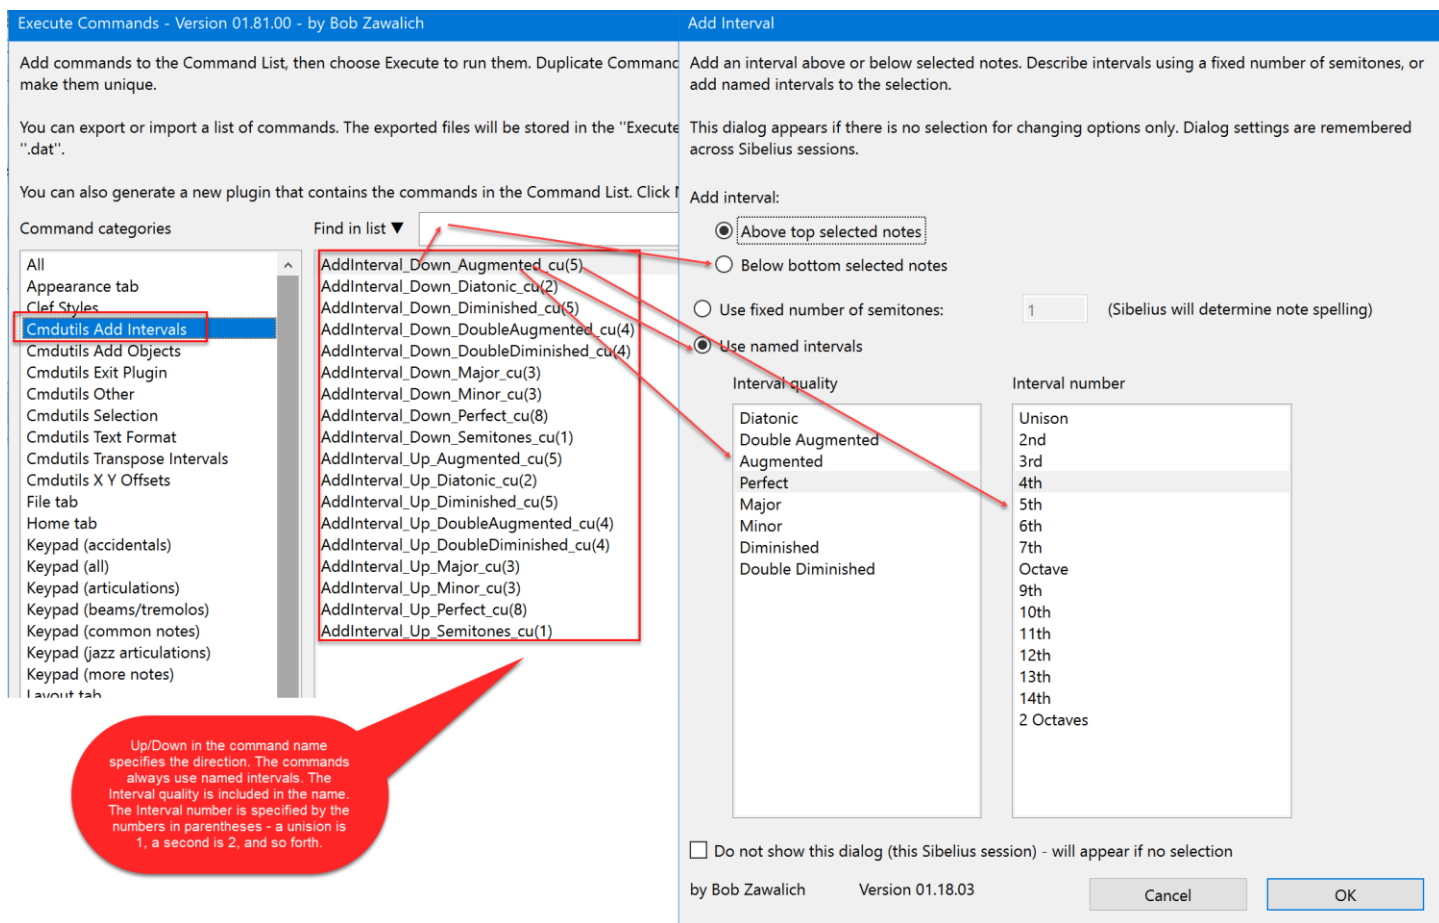 Execute Commands - Version 01.81.00 - by Bob Zawalich
Add commands to the Command List, then choose Execute to run them. Duplicate Command
make them unique.
You can export or import a list of commands. The exported files will be stored in the "Execute
".dat".
You can also generate a new plugin that contains the commands in the Command List. Click
Command categories
Find in list ▼
All
Appearance tab
Clef Styles
Cmdutils Add Intervals
Cmdutils Add Objects
Cmdutils Exit Plugin
Cmdutils Other
Cmdutils Selection
Cmdutils Text Format
Cmdutils Transpose Intervals
Cmdutils X Y Offsets
File tab
Home tab
Keypad (accidentals)
Keypad (all)
Keypad (articulations)
Keypad (beams/tremolos)
Keypad (common notes)
Keypad (jazz articulations)
Keypad (more notes)
Layout tab
AddInterval_Down_Augmented_cu(5)
AddInterval_Down_Diatonic_cu(2)
AddInterval_Down_Diminished_cu(5)
AddInterval_Down_DoubleAugmented_cu(4)
AddInterval_Down_DoubleDiminished_cu(4)
AddInterval_Down_Major_cu(3)
AddInterval_Down_Minor_cu(3)
AddInterval_Down_Perfect_cu(8)
AddInterval_Down_Semitones_cu(1)
AddInterval_Up_Augmented_cu(5)
AddInterval_Up_Diatonic_cu(2)
AddInterval_Up_Diminished_cu(5)
AddInterval_Up_DoubleAugmented_cu(4)
AddInterval_Up_DoubleDiminished_cu(4)
AddInterval_Up_Major_cu(3)
AddInterval_Up_Minor_cu(3)
AddInterval_Up_Perfect_cu(8)
AddInterval_Up_Semitones_cu(1)
Up/Down in the command name
specifies the direction. The commands
always use named intervals. The
Interval quality is included in the name.
The Interval number is specified by the
numbers in parentheses - a unision is
1, a second is 2, and so forth.
Add Interval
Add an interval above or below selected notes. Describe intervals using a fixed number of semitones, or
add named intervals to the selection.
This dialog appears if there is no selection for changing options only. Dialog settings are remembered
across Sibelius sessions.
Add interval:
Above top selected notes
Below bottom selected notes
Use fixed number of semitones:
1
(Sibelius will determine note spelling)
Use named intervals
Interval quality
Diatonic
Double Augmented
Augmented
Perfect
Major
Minor
Diminished
Double Diminished
Interval number
Unison
2nd
3rd
4th
5th
6th
7th
Octave
9th
10th
11th
12th
13th
14th
2 Octaves
Do not show this dialog (this Sibelius session) - will appear if no selection
by Bob Zawalich
Version 01.18.03
Cancel
OK